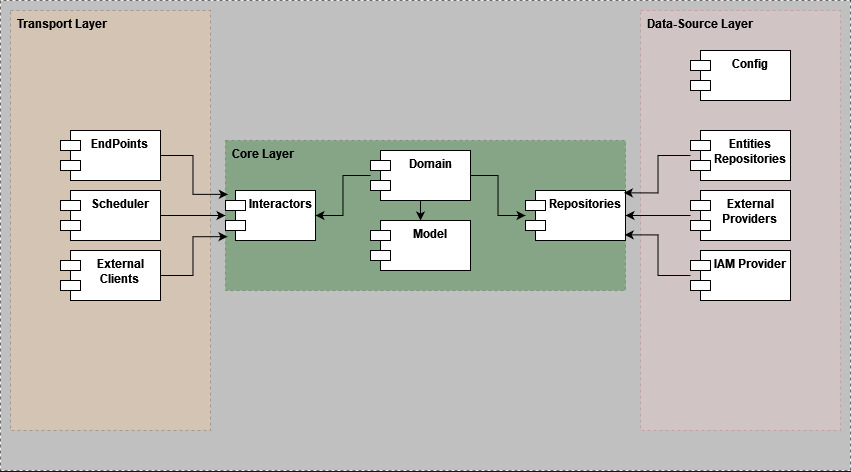 Transport Layer
EndPoints
Scheduler
External
Clients
Core Layer
Interactors
Domain
Model
Repositories
Data-Source Layer
Config
Entities
Repositories
External
Providers
IAM Provider